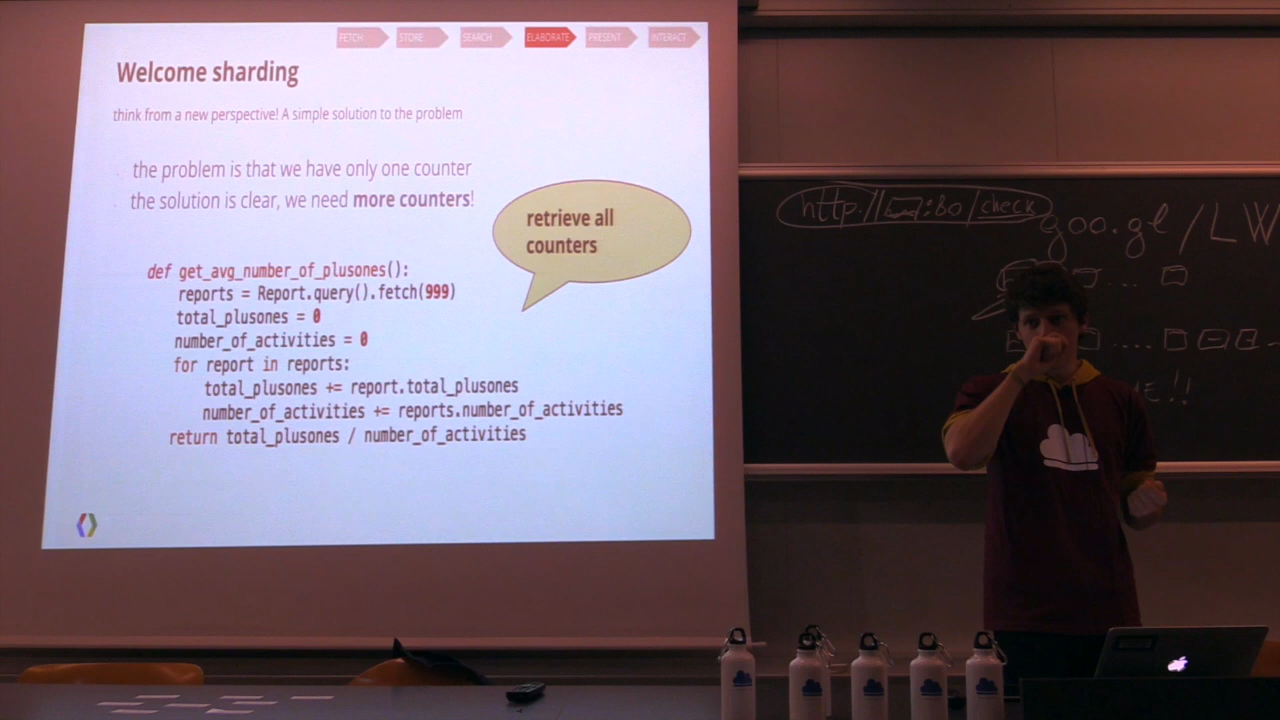 FETCH
STORE
SEARCH
ELABORATE
PRESENT
INTERACT
Welcome sharding
think from a new perspective! A simple solution to the problem
the problem is that we have only one counter
the solution is clear, we need more counters!
retrieve all
counters
def get_avg_number_of_plusones():
reports = Report.query().fetch(999)
total_plusones = 0
number_of_activities = 0
for report in reports:
total_plusones += report.total_plusones
number_of_activities += reports.number_of_activities
return total_plusones / number_of_activities
http://
:80/check
goo.gl/LW